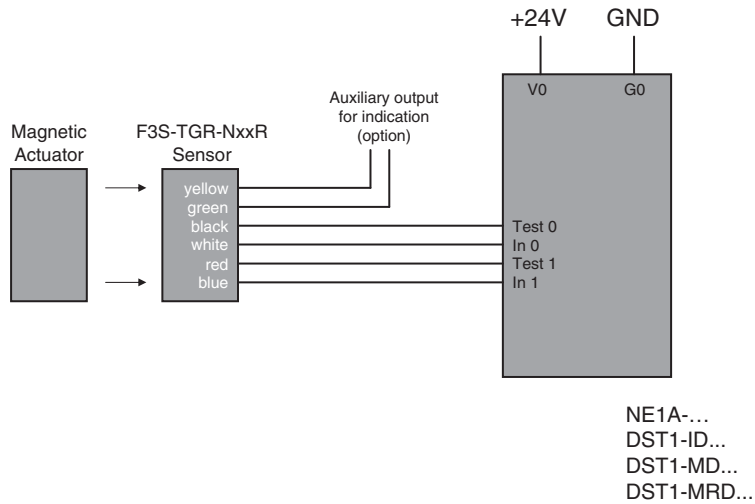 +24V GND
V0 G0
Auxiliary output
for indication
(option)
Magnetic
Actuator
F3S-TGR-NxxR
Sensor
yellow
green
black
white
red
blue
Test 0
In 0
Test 1
In 1
NE1A-...
DST1-ID...
DST1-MD...
DST1-MRD...